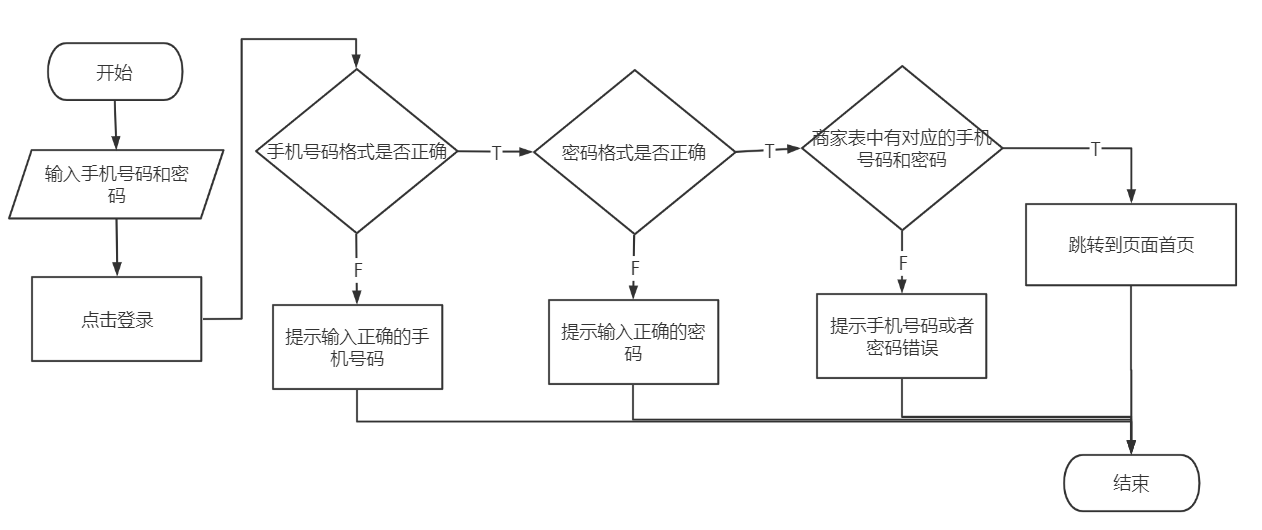 开始
输入手机号码和密
码
点击登录
手机号码格式是否正确
T
密码格式是否正确
T
商家表中有对应的手机
号码和密码
T
跳转到页面首页
F
提示输入正确的手
机号码
F
提示输入正确的密
码
F
提示手机号码或者
密码错误
结束